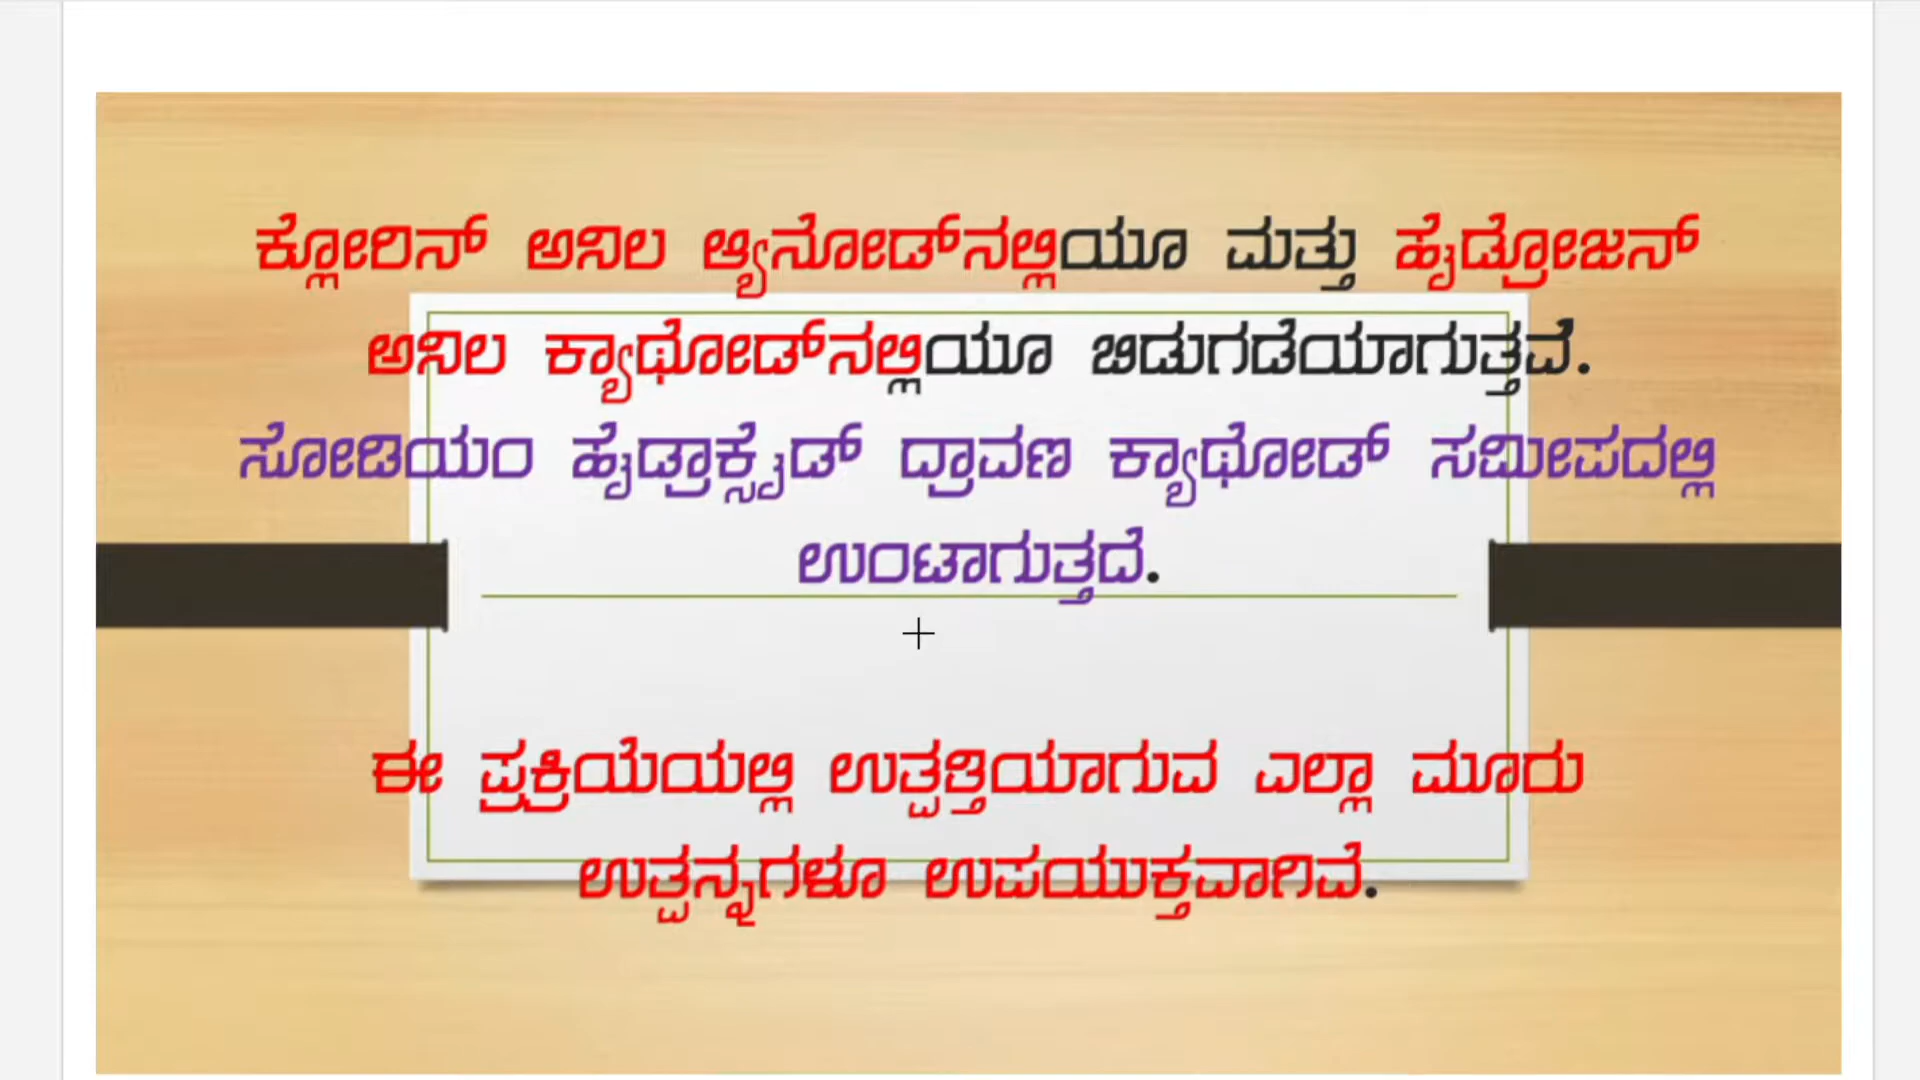 ಕ್ಲೋರಿನ್ ಅನಿಲ ಆ್ಯನೋಡ್‌ನಲ್ಲಿಯೂ ಮತ್ತು ಹೈಡ್ರೋಜನ್
ಅನಿಲ ಕ್ಯಾಥೋಡ್‌ನಲ್ಲಿಯೂ ಬಿಡುಗಡೆಯಾಗುತ್ತವೆ.
ಸೋಡಿಯಂ ಹೈಡ್ರಾಕ್ಸೈಡ್ ದ್ರಾವಣ ಕ್ಯಾಥೋಡ್ ಸಮೀಪದಲ್ಲಿ
ಉಂಟಾಗುತ್ತದೆ.
ಈ ಪ್ರಕ್ರಿಯೆಯಲ್ಲಿ ಉತ್ಪತ್ತಿಯಾಗುವ ಎಲ್ಲಾ ಮೂರು
ಉತ್ಪನ್ನಗಳೂ ಉಪಯುಕ್ತವಾಗಿವೆ.